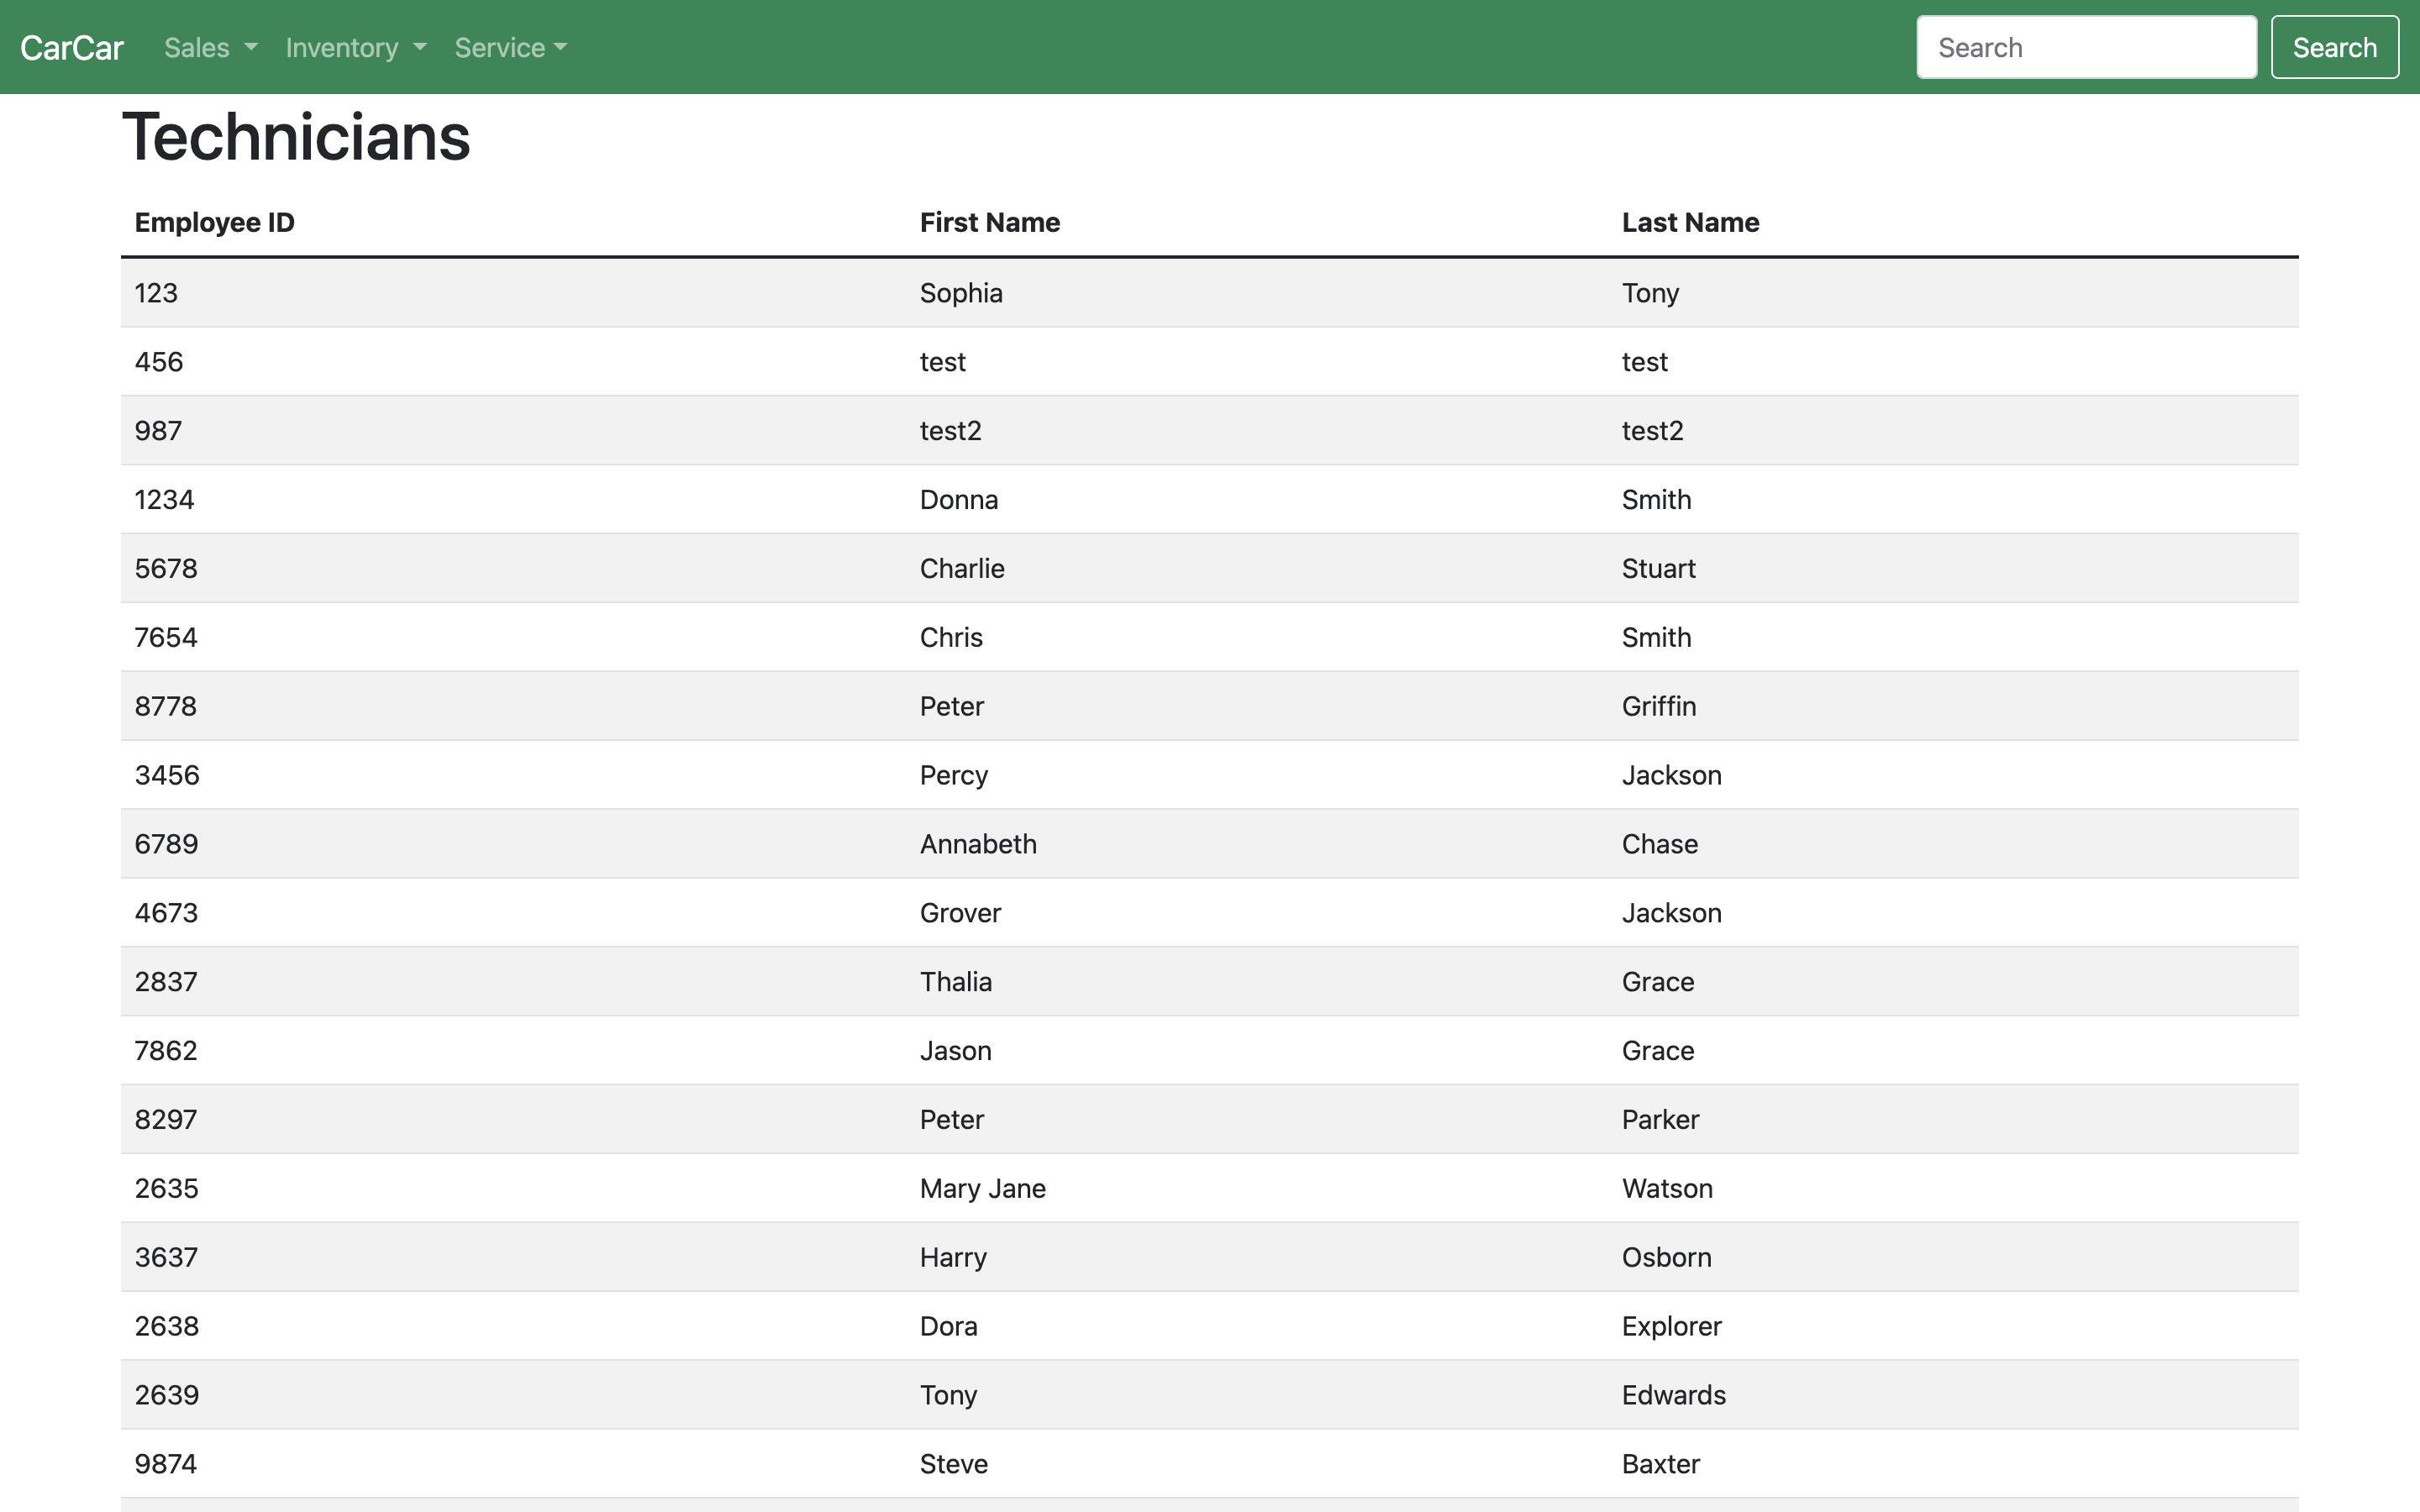 CarCar Sales Inventory Service Search Search
Technicians
Employee ID First Name Last Name
123 Sophia Tony
456 test test
987 test2 test2
1234 Donna Smith
5678 Charlie Stuart
7654 Chris Smith
8778 Peter Griffin
3456 Percy Jackson
6789 Annabeth Chase
4673 Grover Jackson
2837 Thalia Grace
7862 Jason Grace
8297 Peter Parker
2635 Mary Jane Watson
3637 Harry Osborn
2638 Dora Explorer
2639 Tony Edwards
9874 Steve Baxter